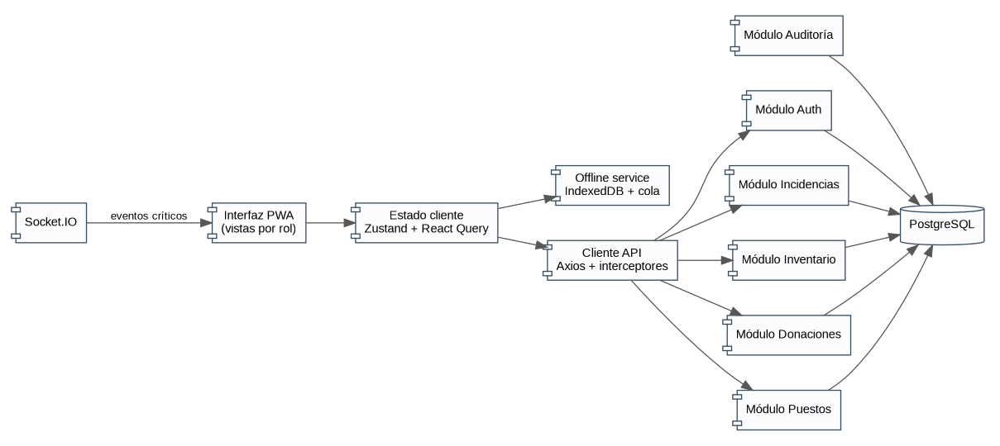 Módulo Auditoría
Módulo Auth
Offline service
IndexedDB + cola
Módulo Incidencias
Socket.IO
eventos críticos
Interfaz PWA
(vistas por rol)
Estado cliente
Zustand + React Query
PostgreSQL
Cliente API
Axios + interceptores
Módulo Inventario
Módulo Donaciones
Módulo Puestos